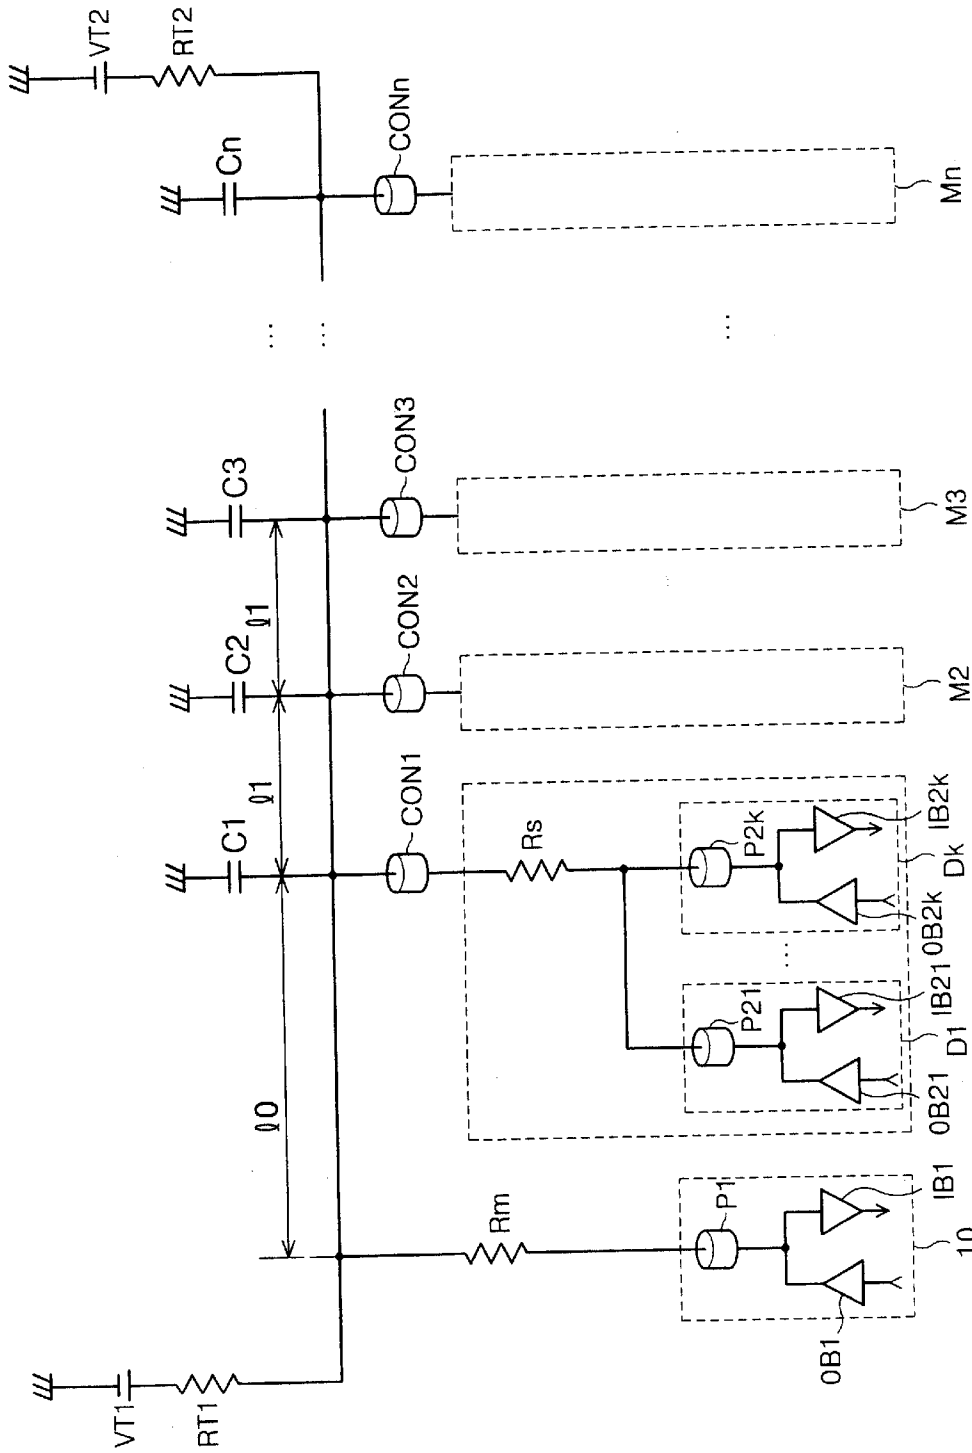 VT1
RT1
VT2
RT2
C1
C2
C3
Cn
...
ℓ0
ℓ1
ℓ1
...
CON1
CON2
CON3
CONn
Rm
Rs
...
P1
P21
P2k
...
0B1
IB1
0B21
IB21
0B2k
IB2k
10
D1
Dk
M2
M3
Mn